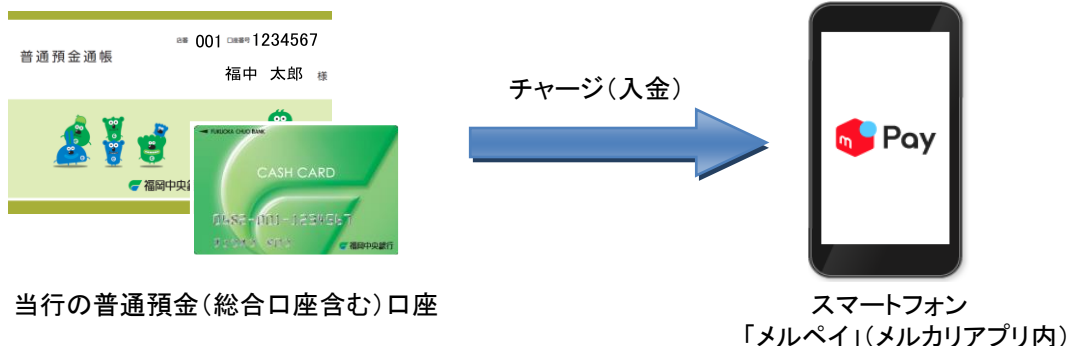 店番 001 口座番号 1234567
普通預金通帳
福中 太郎 様
チャージ（入金）
m Pay
FUKUOKA CHUO BANK
CASH CARD
福岡中央
福岡中央銀行
当行の普通預金（総合口座含む）口座
スマートフォン
「メルペイ」（メルカリアプリ内）